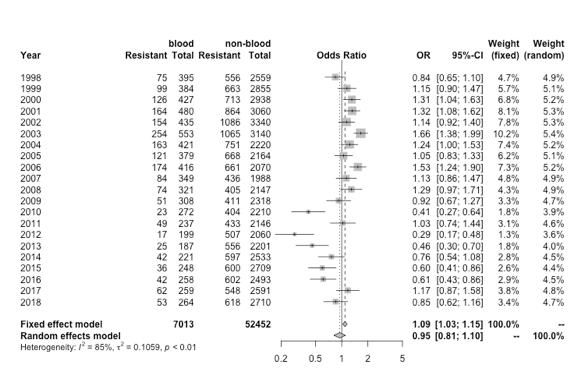 blood non-blood Weight Weight
Year Resistant Total Resistant Total Odds Ratio OR 95%-CI (fixed) (random)
1998 75 395 556 2559 0.84 [0.65; 1.10] 4.7% 4.9%
1999 99 384 663 2855 1.15 [0.90; 1.47] 5.7% 5.1%
2000 126 427 713 2938 1.31 [1.04; 1.63] 6.8% 5.2%
2001 164 480 864 3060 1.32 [1.08; 1.62] 8.1% 5.3%
2002 154 435 1086 3340 1.14 [0.92; 1.40] 7.8% 5.3%
2003 254 553 1065 3140 1.66 [1.38; 1.99] 10.2% 5.4%
2004 163 421 751 2220 1.24 [1.00; 1.53] 7.4% 5.2%
2005 121 379 668 2164 1.05 [0.83; 1.33] 6.2% 5.2%
2006 174 416 661 2070 1.53 [1.24; 1.90] 7.3% 5.2%
2007 84 349 436 1988 1.13 [0.86; 1.47] 4.9% 4.9%
2008 74 321 405 2147 1.29 [0.97; 1.71] 4.2% 4.9%
2009 51 308 411 2318 0.92 [0.67; 1.27] 3.3% 4.7%
2010 23 272 404 2210 0.41 [0.27; 0.64] 1.8% 4.1%
2011 49 237 433 2146 1.03 [0.74; 1.44] 3.1% 4.6%
2012 17 199 507 2060 0.29 [0.17; 0.48] 1.3% 3.6%
2013 25 187 556 2201 0.46 [0.30; 0.70] 1.8% 4.0%
2014 42 221 597 2533 0.76 [0.54; 1.08] 2.9% 4.5%
2015 36 248 600 2709 0.60 [0.41; 0.86] 2.6% 4.4%
2016 42 258 602 2493 0.61 [0.43; 0.86] 2.9% 4.5%
2017 62 259 548 2591 1.17 [0.87; 1.58] 3.7% 4.8%
2018 53 264 618 2710 0.85 [0.62; 1.16] 3.4% 4.7%
Fixed effect model 7013 52452 1.09 [1.03; 1.15] 100.0% --
Random effects model 0.95 [0.81; 1.10] -- 100.0%
Heterogeneity: I² = 85%, τ² = 0.1059, p < 0.01
0.2 0.5 1 2 5